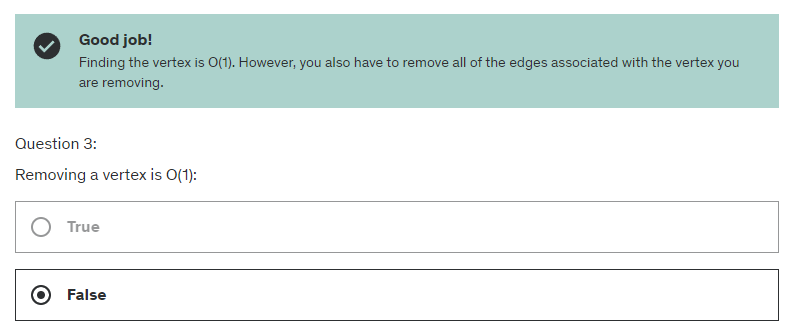 Good job!
Finding the vertex is O(1). However, you also have to remove all of the edges associated with the vertex you
are removing.
Question 3:
Removing a vertex is O(1):
True
False